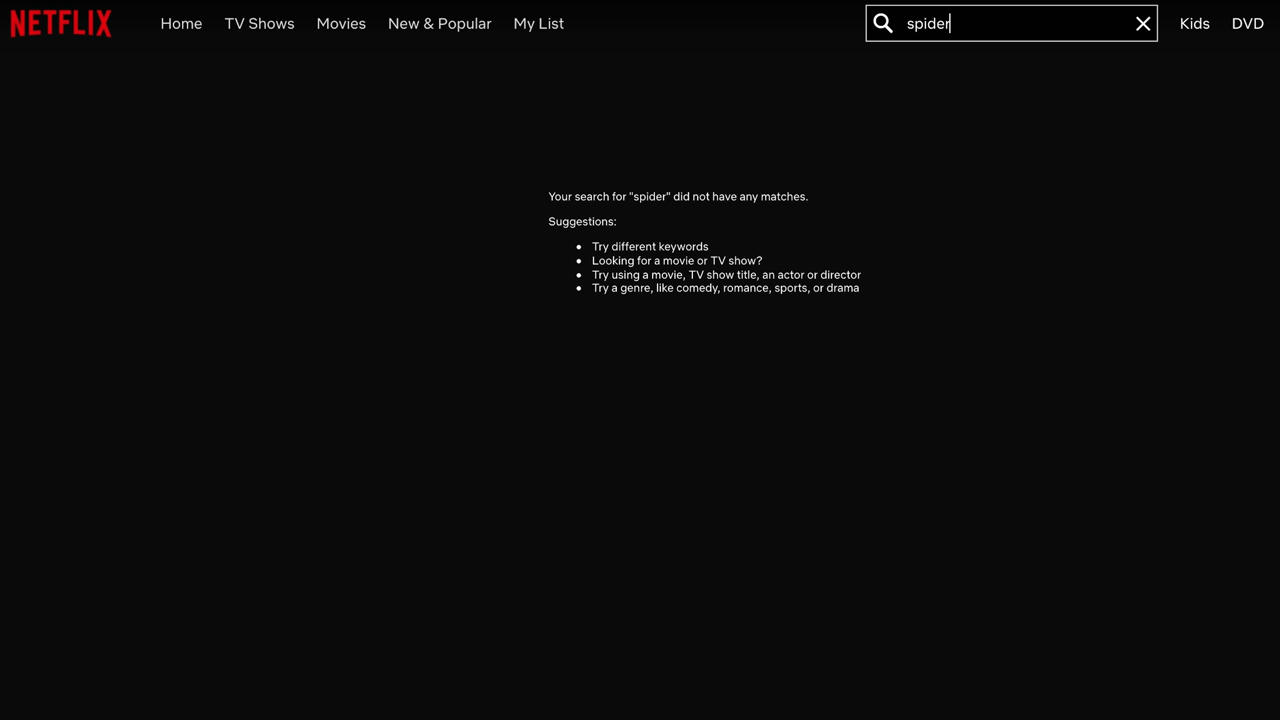 NETFLIX Home TV Shows Movies New & Popular My List spider Kids DVD
Your search for "spider" did not have any matches.
Suggestions:
• Try different keywords
• Looking for a movie or TV show?
• Try using a movie, TV show title, an actor or director
• Try a genre, like comedy, romance, sports, or drama